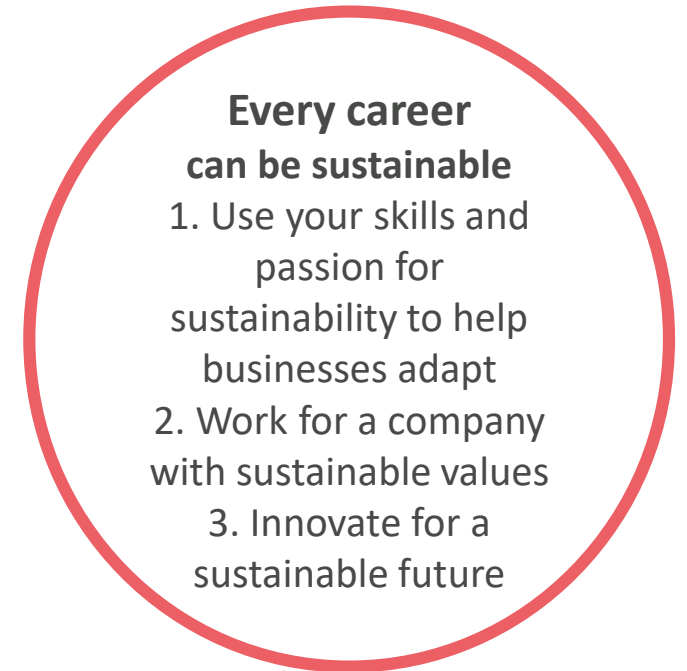 Every career
can be sustainable
1. Use your skills and
passion for
sustainability to help
businesses adapt
2. Work for a company
with sustainable values
3. Innovate for a
sustainable future